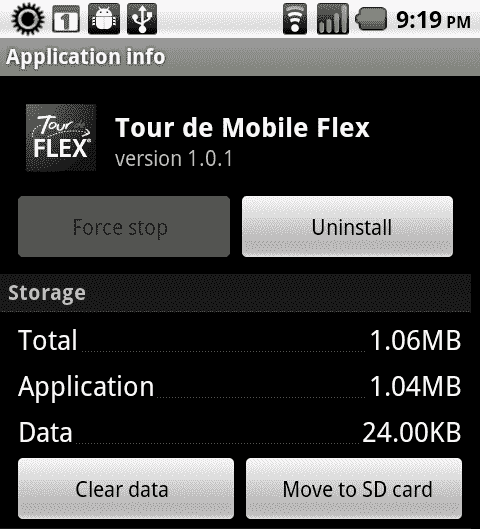 1 9:19 PM
Application info
Tour de FLEX
Tour de Mobile Flex
version 1.0.1
Force stop Uninstall
Storage
Total 1.06MB
Application 1.04MB
Data 24.00KB
Clear data Move to SD card